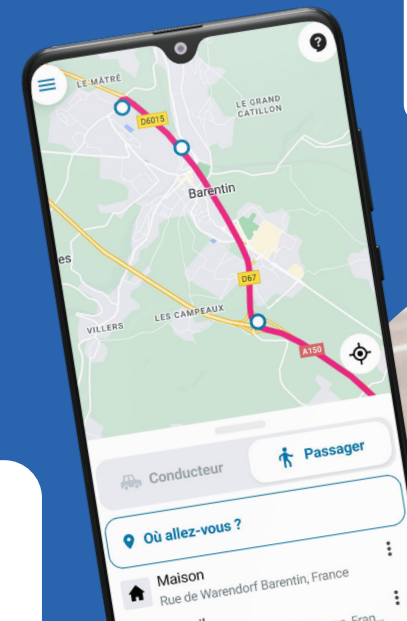 ?
LE MÂTRÉ
LE GRAND
CATILLON
D6015
Barentin
es
D67
VILLERS
LES CAMPEAUX
A150
Conducteur
Passager
Où allez-vous ?
Maison
Rue de Warendorf Barentin, France